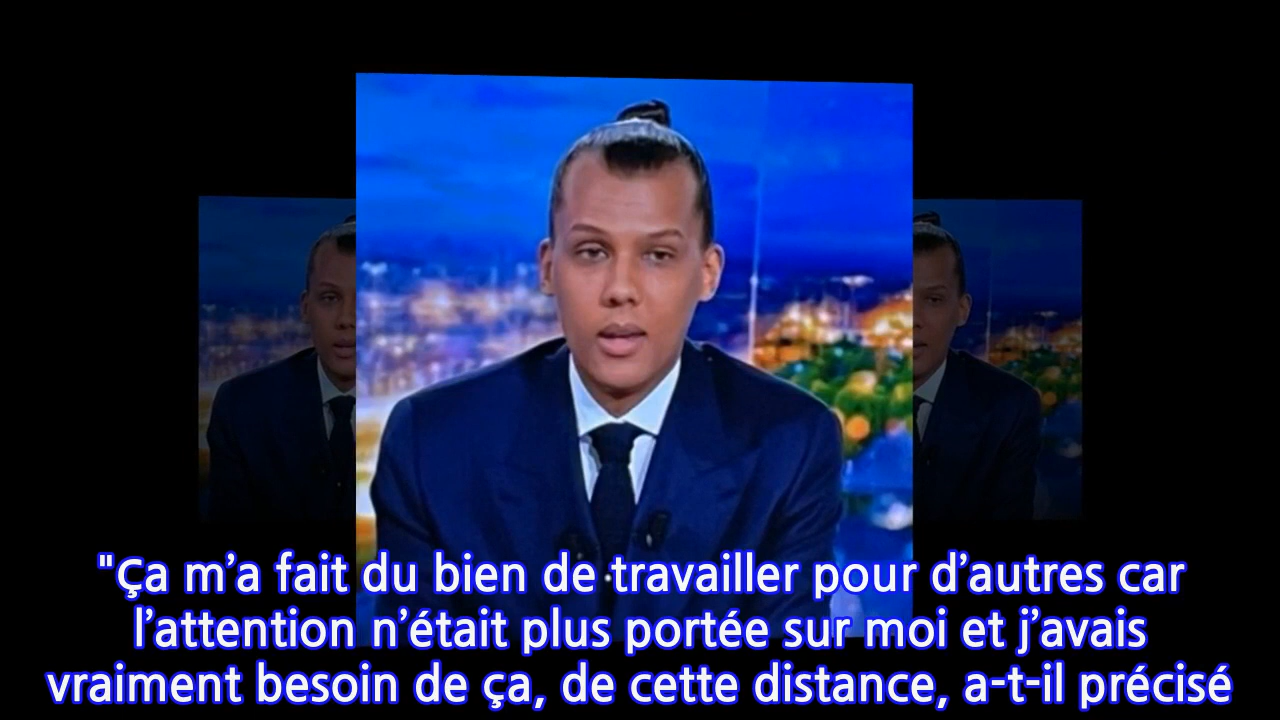 "Ça m’a fait du bien de travailler pour d’autres car
l’attention n’était plus portée sur moi et j’avais
vraiment besoin de ça, de cette distance, a-t-il précisé